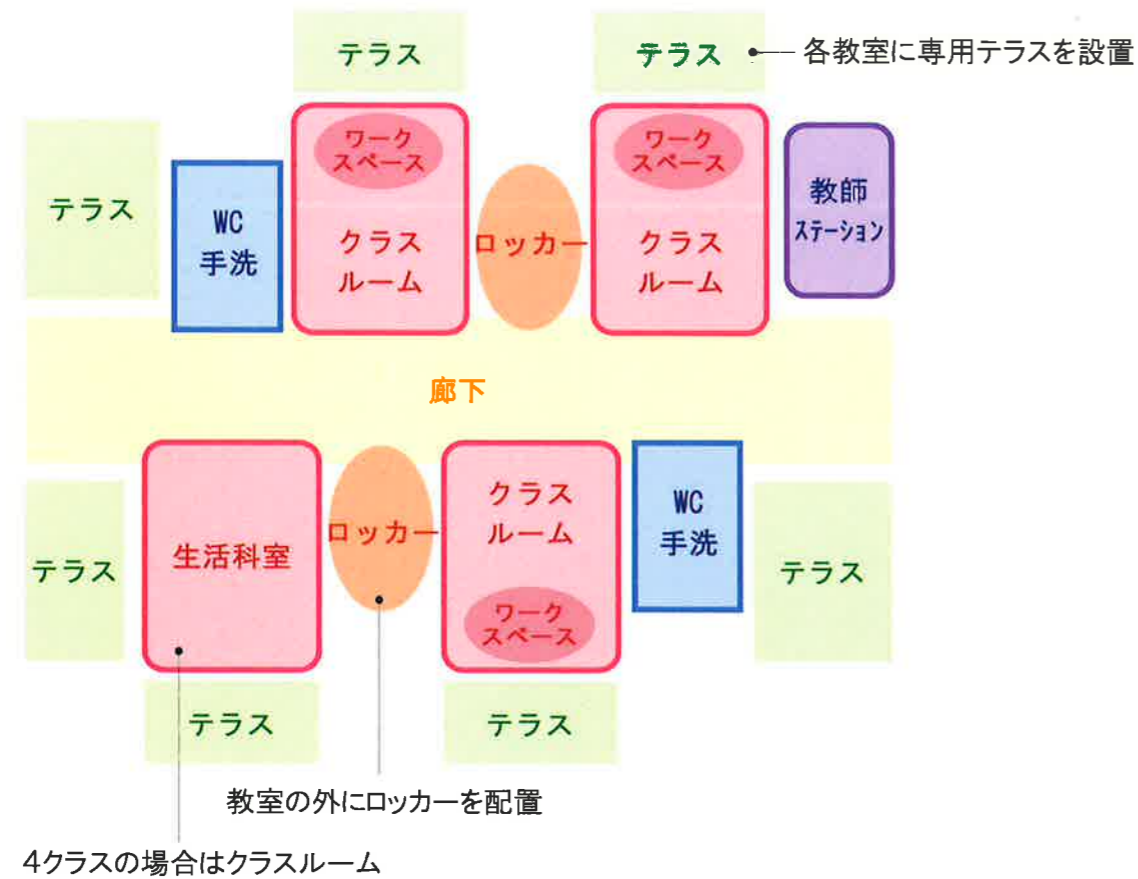 テラス
テラス
各教室に専用テラスを設置
テラス
WC
手洗
ワーク
スペース
クラス
ルーム
ロッカー
ワーク
スペース
クラス
ルーム
教師
ステーション
廊下
テラス
生活科室
ロッカー
クラス
ルーム
ワーク
スペース
WC
手洗
テラス
テラス
テラス
教室の外にロッカーを配置
4クラスの場合はクラスルーム